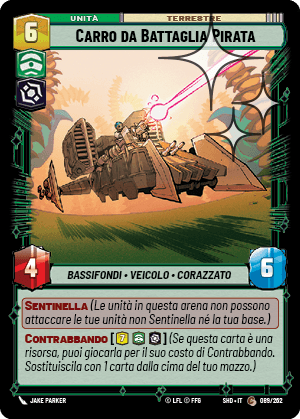 UNITÀ
TERRESTRE
6
CARRO DA BATTAGLIA PIRATA
4
6
BASSIFONDI • VEICOLO • CORAZZATO
SENTINELLA (Le unità in questa arena non possono
attaccare le tue unità non Sentinella né la tua base.)
CONTRABBANDO [7] (Se questa carta è una
risorsa, puoi giocarla per il suo costo di Contrabbando.
Sostituiscila con 1 carta dalla cima del tuo mazzo.)
JAKE PARKER
© LFL © FFG
SHD•IT
C
089/262